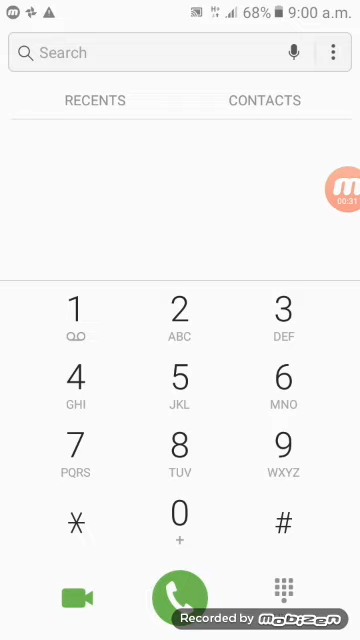 68% 9:00 a.m.
Search
RECENTS CONTACTS
00:31
1 2 3
ABC DEF
4 5 6
GHI JKL MNO
7 8 9
PQRS TUV WXYZ
* 0 #
+
Recorded by mobizen